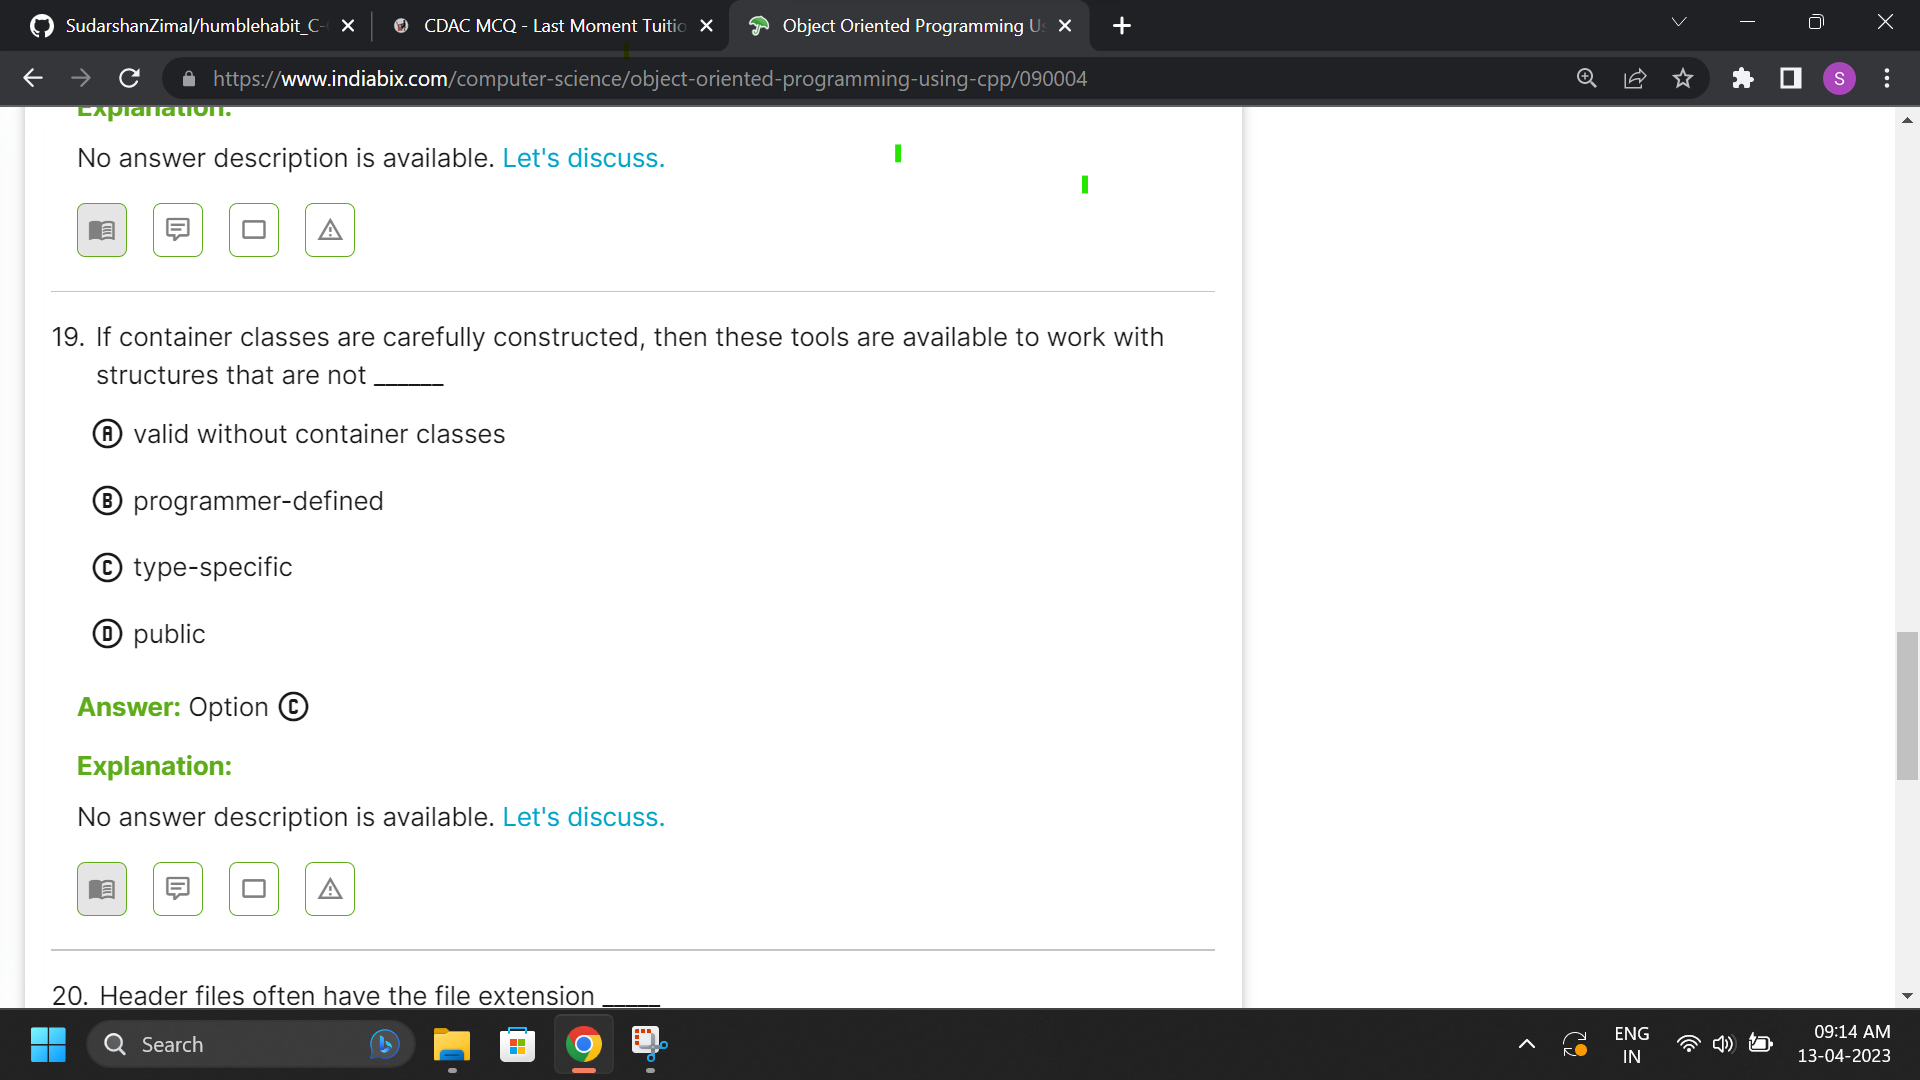 SudarshanZimal/humblehabit_C-
CDAC MCQ - Last Moment Tuitio
Object Oriented Programming U
https://www.indiabix.com/computer-science/object-oriented-programming-using-cpp/090004
S
Explanation:
No answer description is available. Let's discuss.
19. If container classes are carefully constructed, then these tools are available to work with
structures that are not ______
A valid without container classes
B programmer-defined
C type-specific
D public
Answer: Option C
Explanation:
No answer description is available. Let's discuss.
20. Header files often have the file extension _____
Search
ENG
IN
09:14 AM
13-04-2023